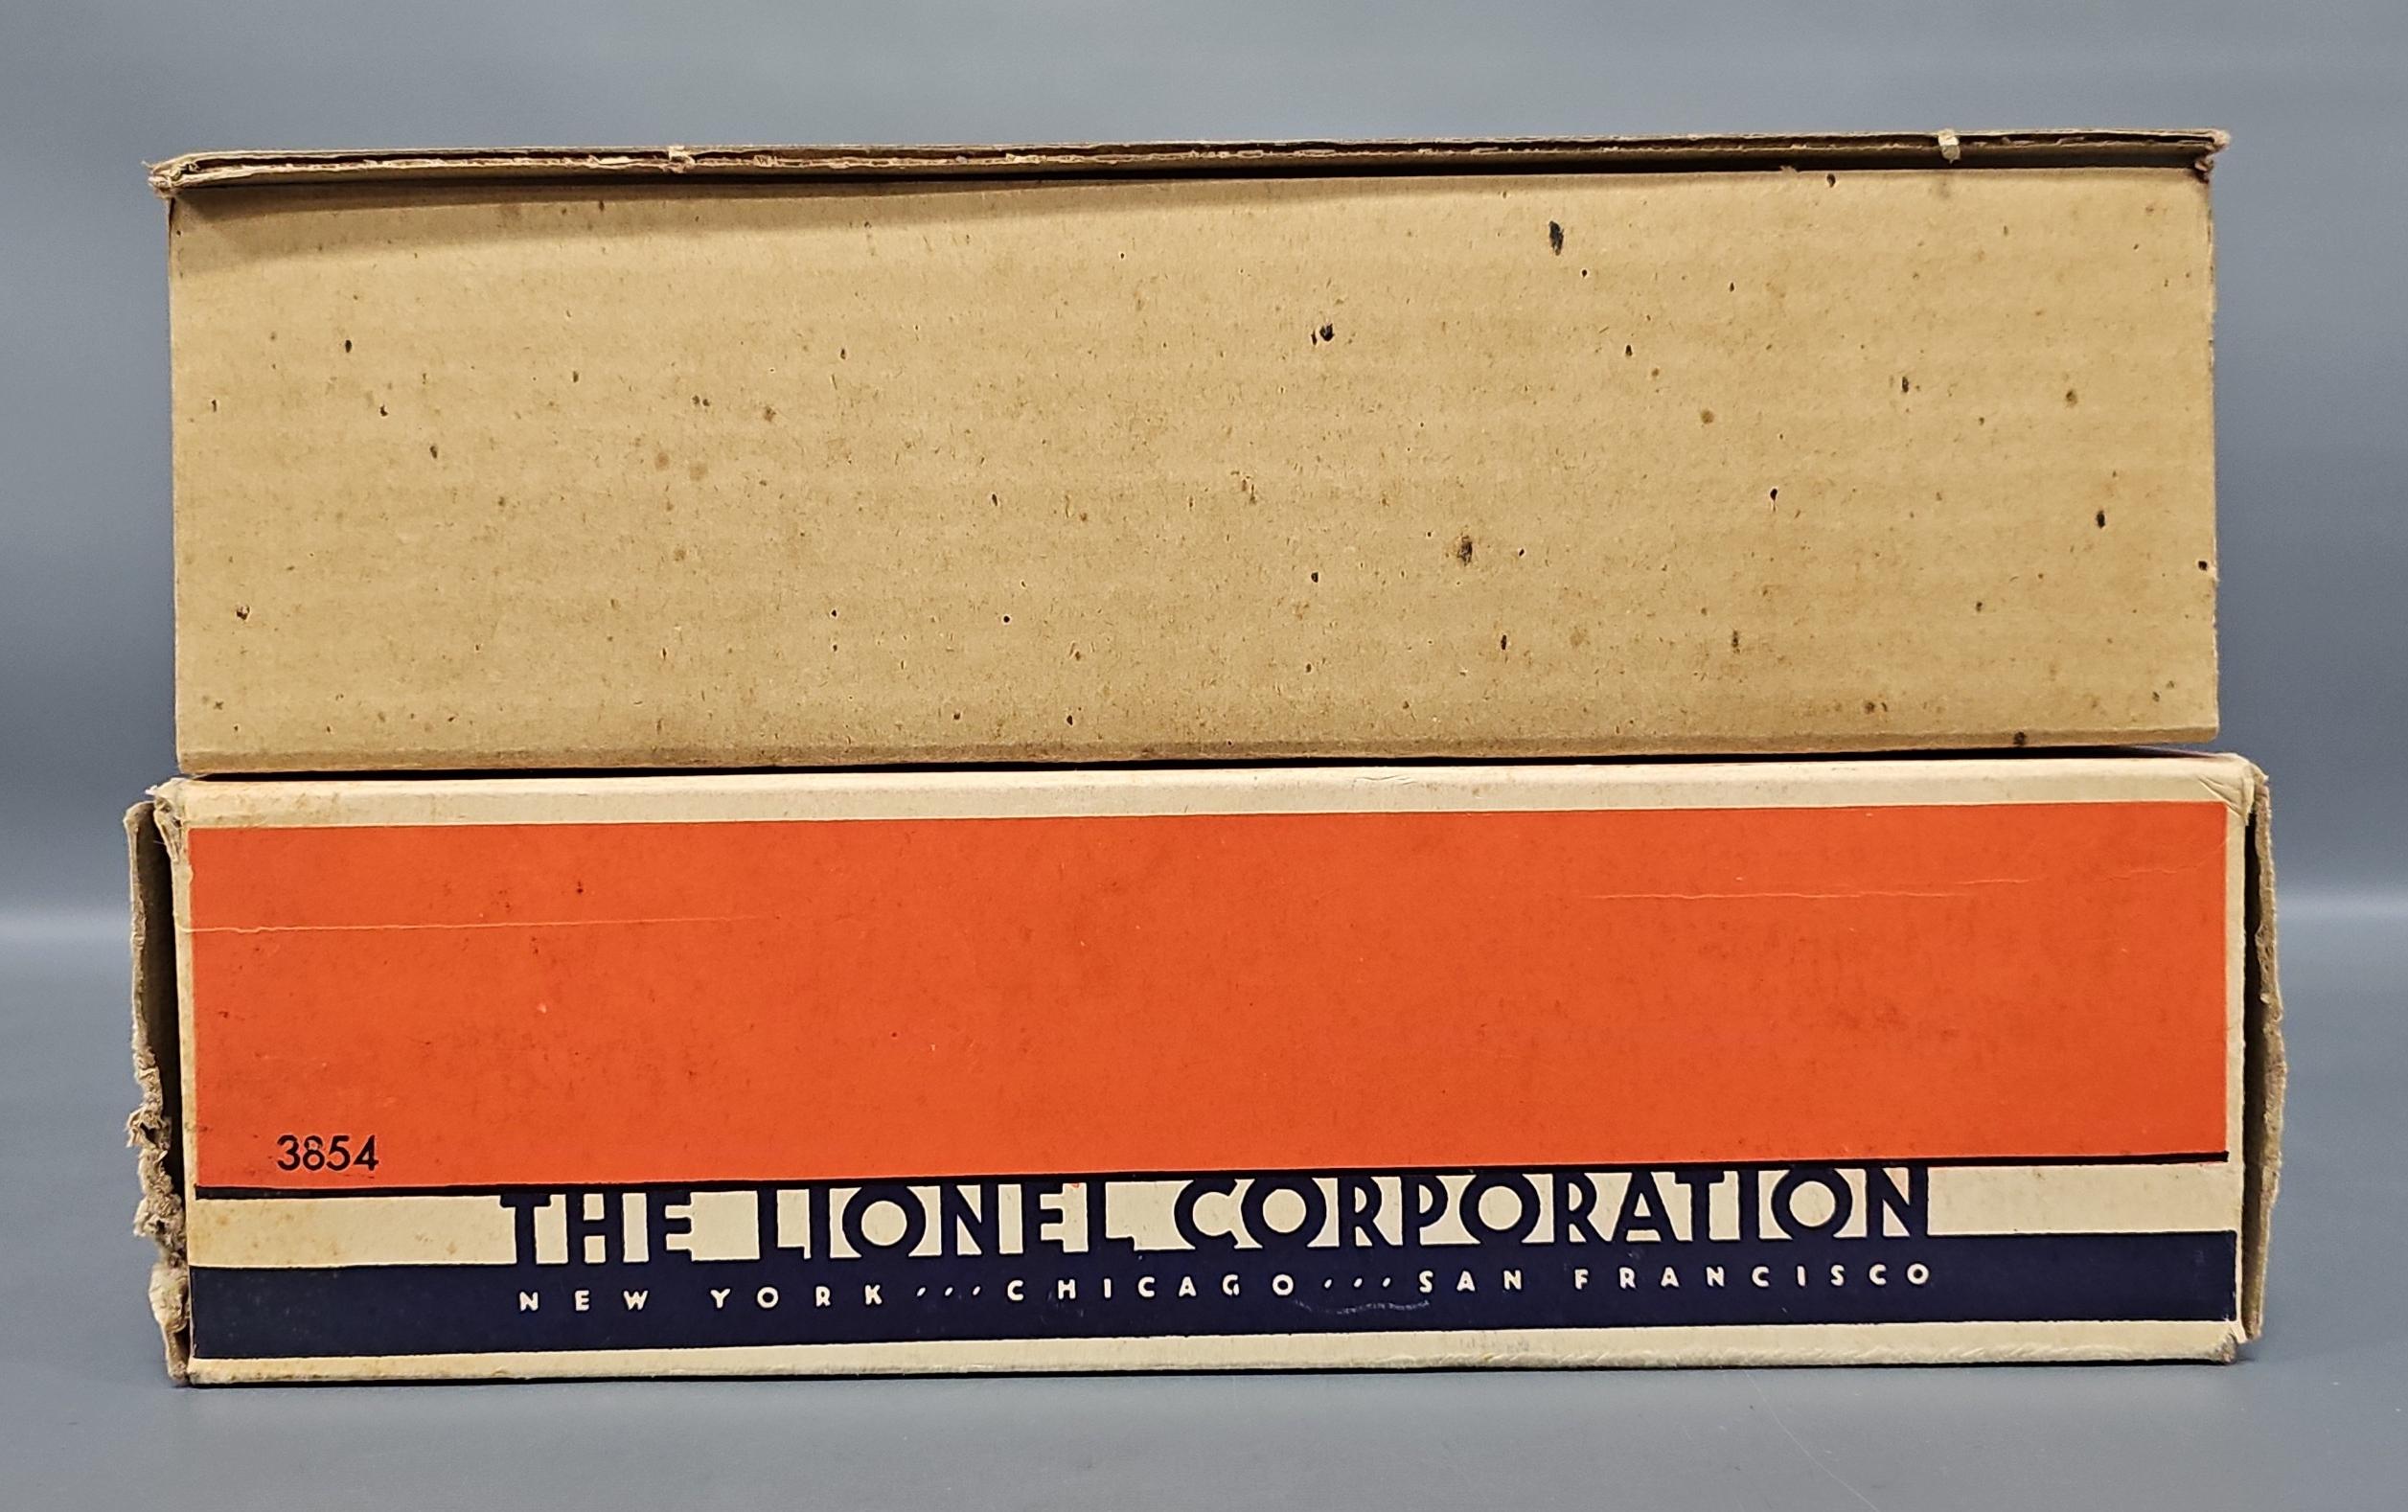 3854
THE LIONEL CORPORATION
NEW YORK ··· CHICAGO ··· SAN FRANCISCO